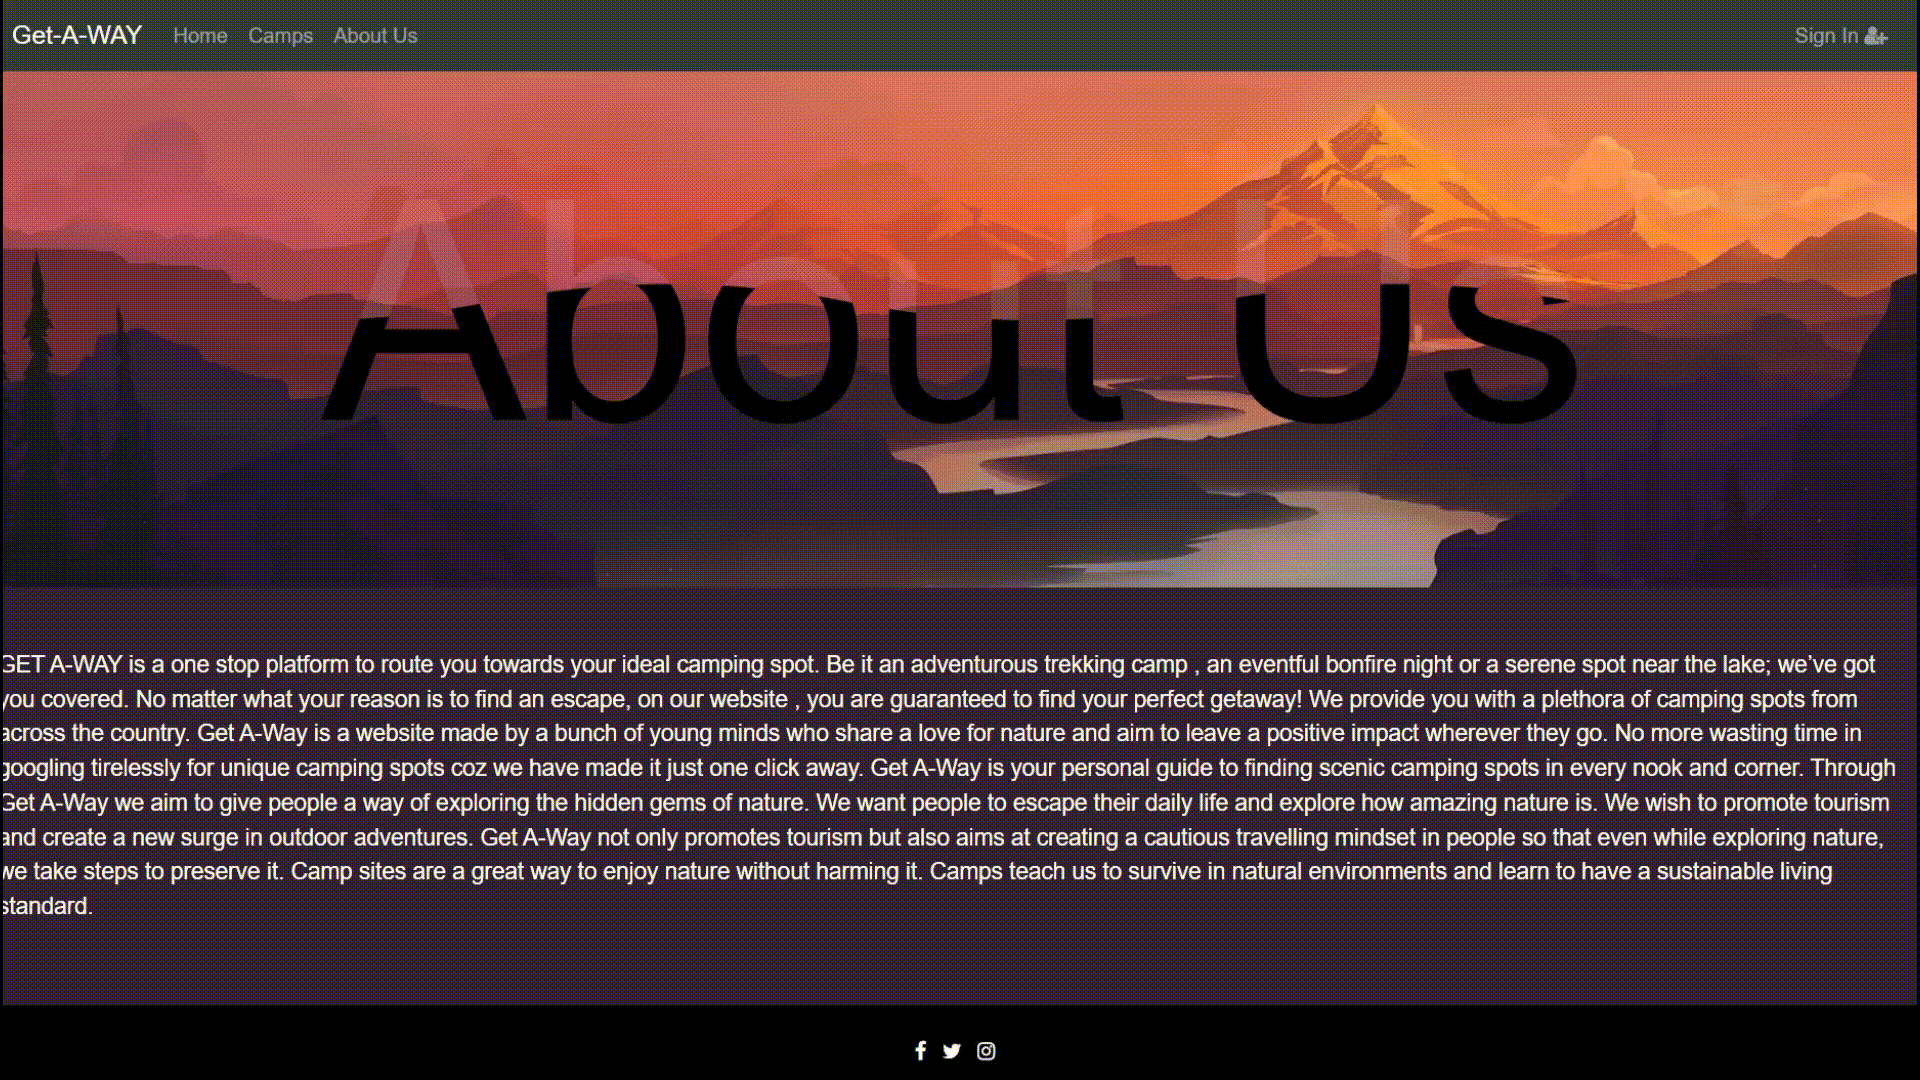 Get-A-WAY Home Camps About Us Sign In
About Us
GET A-WAY is a one stop platform to route you towards your ideal camping spot. Be it an adventurous trekking camp , an eventful bonfire night or a serene spot near the lake; we’ve got
you covered. No matter what your reason is to find an escape, on our website , you are guaranteed to find your perfect getaway! We provide you with a plethora of camping spots from
across the country. Get A-Way is a website made by a bunch of young minds who share a love for nature and aim to leave a positive impact wherever they go. No more wasting time in
googling tirelessly for unique camping spots coz we have made it just one click away. Get A-Way is your personal guide to finding scenic camping spots in every nook and corner. Through
Get A-Way we aim to give people a way of exploring the hidden gems of nature. We want people to escape their daily life and explore how amazing nature is. We wish to promote tourism
and create a new surge in outdoor adventures. Get A-Way not only promotes tourism but also aims at creating a cautious travelling mindset in people so that even while exploring nature,
we take steps to preserve it. Camp sites are a great way to enjoy nature without harming it. Camps teach us to survive in natural environments and learn to have a sustainable living
standard.